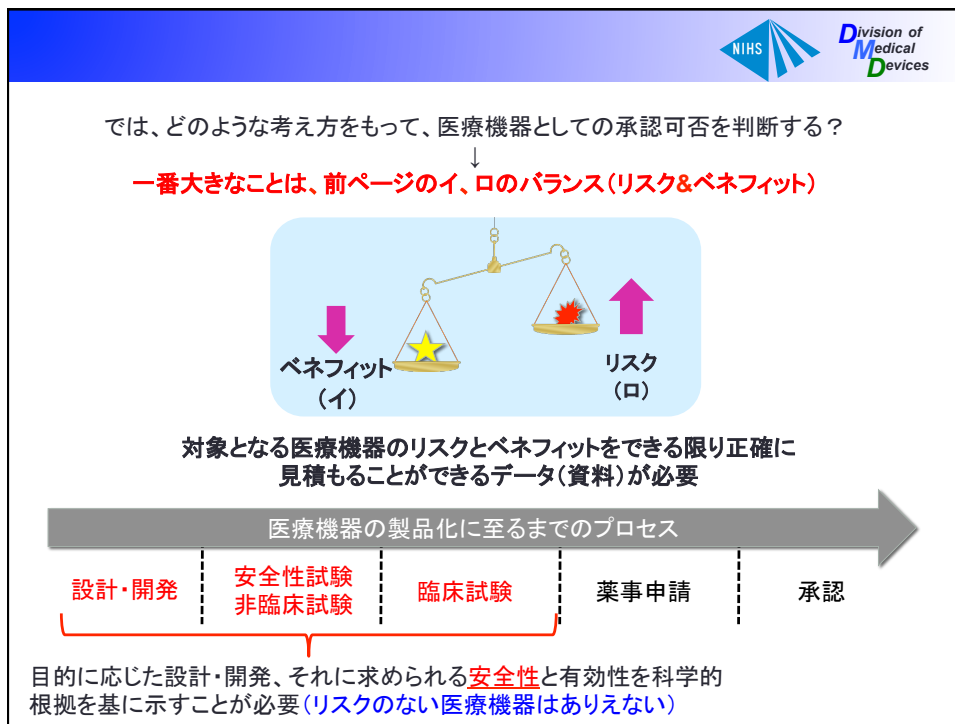 NIHS
Division of
Medical
Devices
では、どのような考え方をもって、医療機器としての承認可否を判断する？
↓
一番大きなことは、前ページのイ、ロのバランス（リスク&ベネフィット）
ベネフィット
（イ）
リスク
（ロ）
対象となる医療機器のリスクとベネフィットをできる限り正確に
見積もることができるデータ（資料）が必要
医療機器の製品化に至るまでのプロセス
設計・開発
安全性試験
非臨床試験
臨床試験
薬事申請
承認
目的に応じた設計・開発、それに求められる安全性と有効性を科学的
根拠を基に示すことが必要（リスクのない医療機器はありえない）